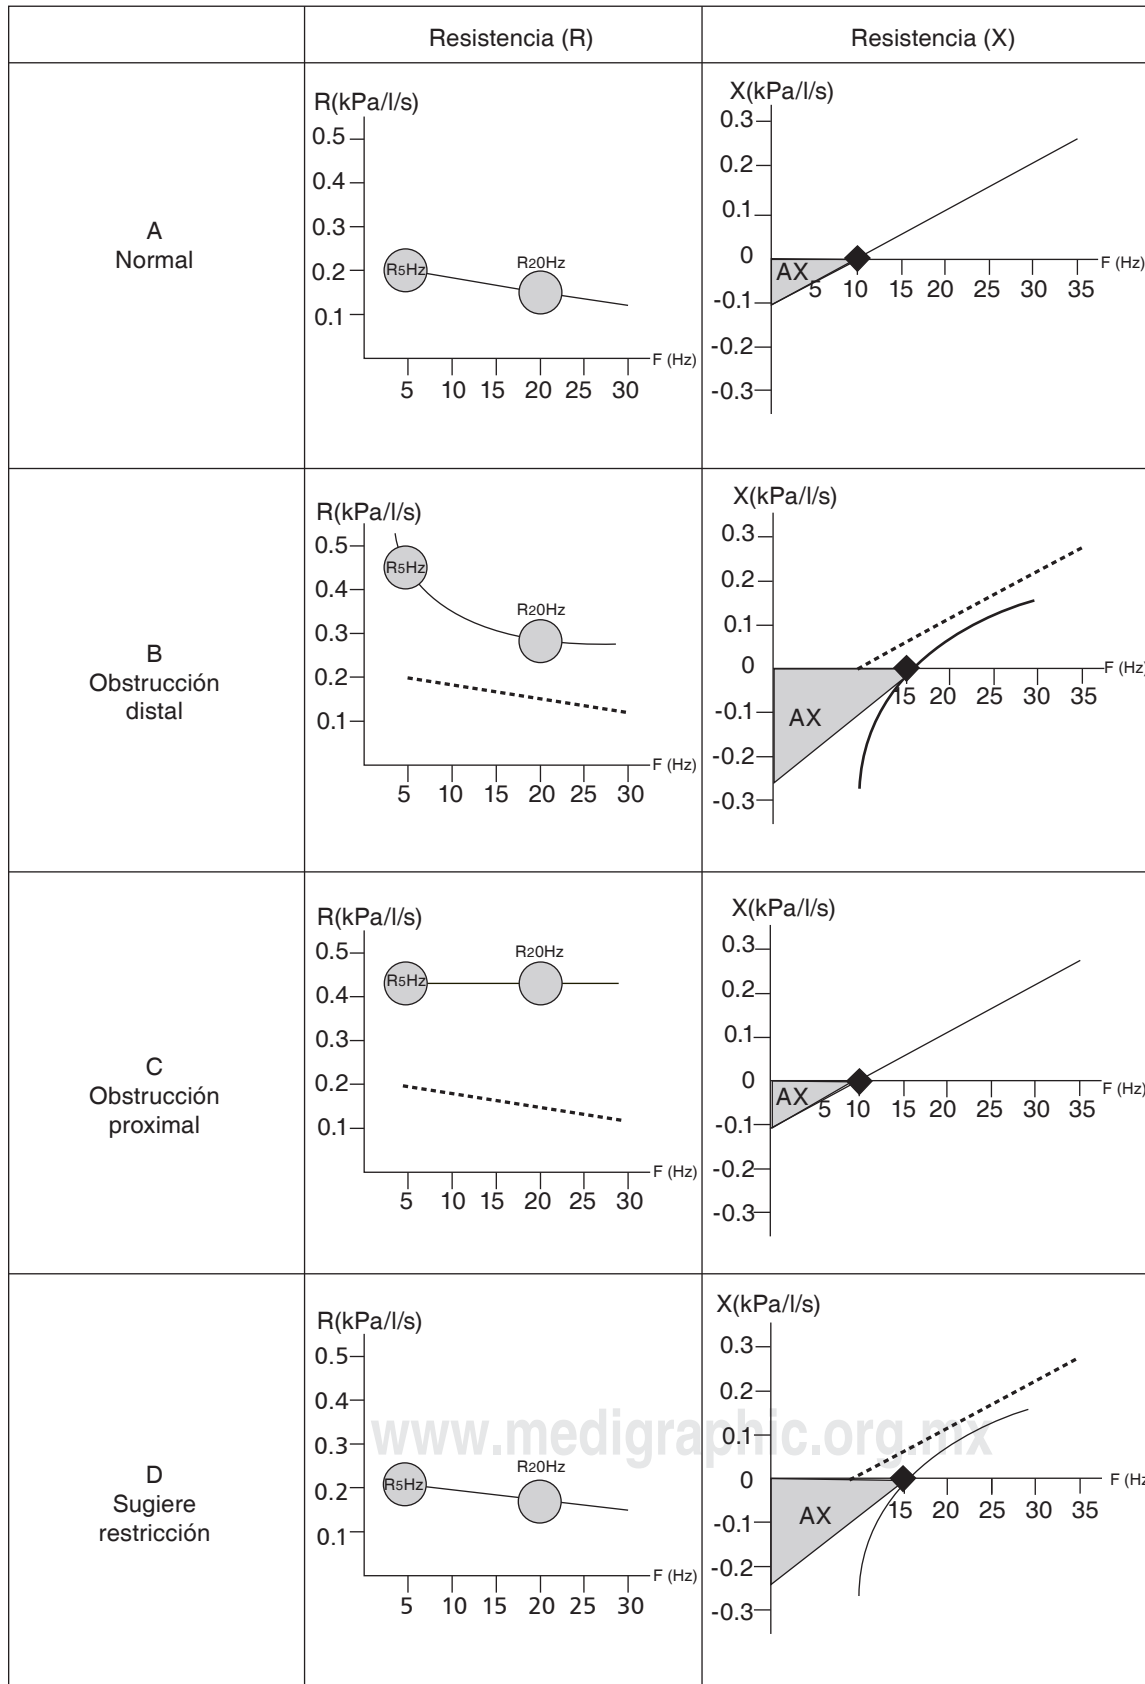 Resistencia (R)
Resistencia (X)
A
Normal
R(kPa/l/s)
0.5
0.4
0.3
0.2
0.1
R5Hz
R20Hz
F (Hz)
5 10 15 20 25 30
X(kPa/l/s)
0.3
0.2
0.1
0
-0.1
-0.2
-0.3
AX
F (Hz)
5 10 15 20 25 30 35
B
Obstrucción
distal
R(kPa/l/s)
0.5
0.4
0.3
0.2
0.1
R5Hz
R20Hz
F (Hz)
5 10 15 20 25 30
X(kPa/l/s)
0.3
0.2
0.1
0
-0.1
-0.2
-0.3
AX
F (Hz)
15 20 25 30 35
C
Obstrucción
proximal
R(kPa/l/s)
0.5
0.4
0.3
0.2
0.1
R5Hz
R20Hz
F (Hz)
5 10 15 20 25 30
X(kPa/l/s)
0.3
0.2
0.1
0
-0.1
-0.2
-0.3
AX
F (Hz)
5 10 15 20 25 30 35
D
Sugiere
restricción
R(kPa/l/s)
0.5
0.4
0.3
0.2
0.1
R5Hz
R20Hz
F (Hz)
5 10 15 20 25 30
X(kPa/l/s)
0.3
0.2
0.1
0
-0.1
-0.2
-0.3
AX
F (Hz
15 20 25 30 35
www.medigraphic.org.mx